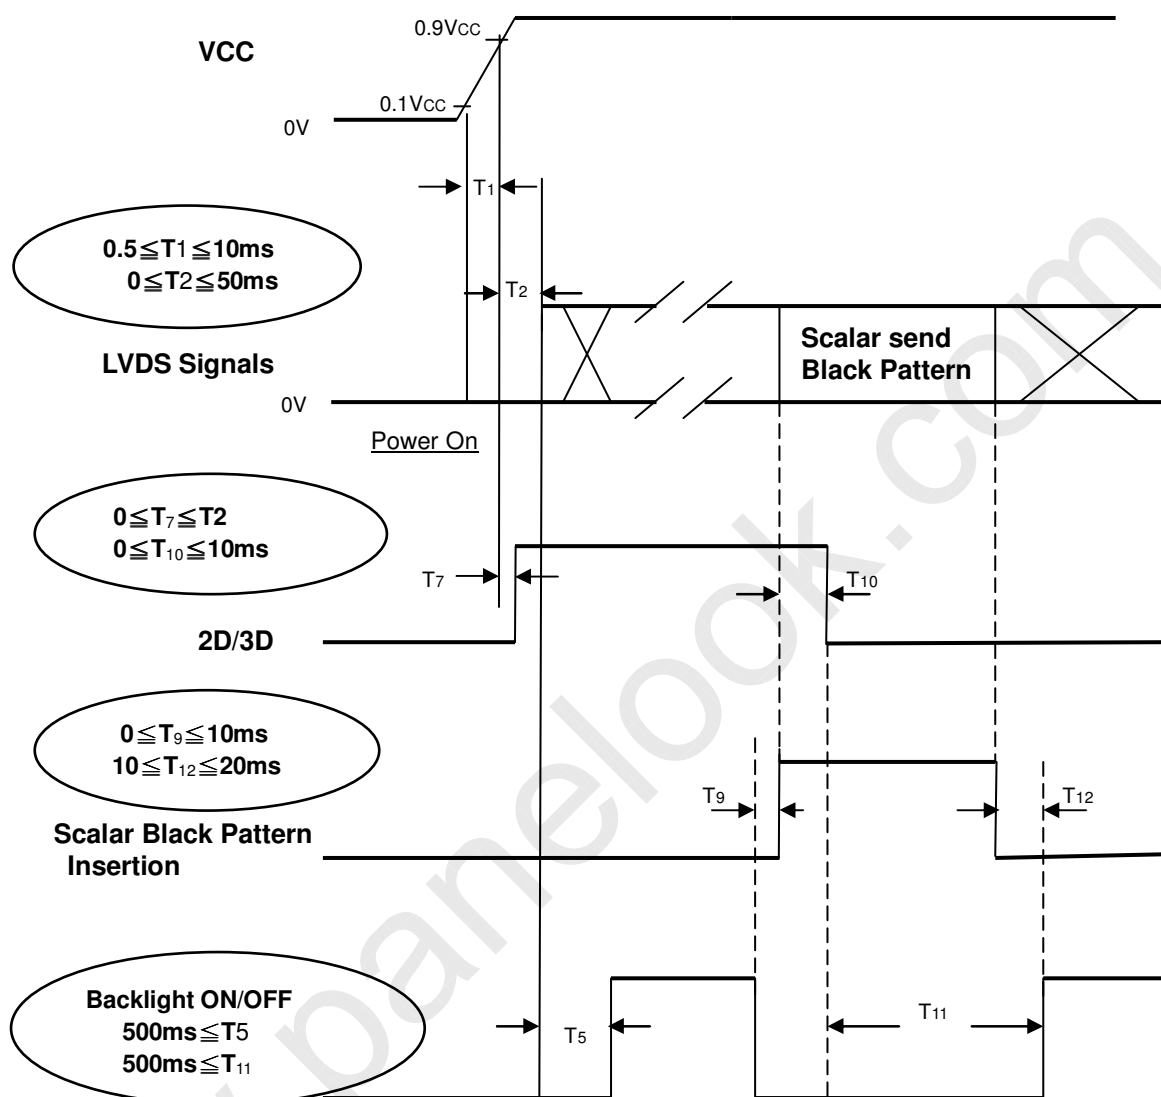 0.9Vcc
VCC
0.1Vcc
0V
T1
0.5≦T1≦10ms
0≦T2≦50ms
T2
LVDS Signals
Scalar send
Black Pattern
0V
Power On
0≦T7≦T2
0≦T10≦10ms
T7
T10
2D/3D
0≦T9≦10ms
10≦T12≦20ms
T9
T12
Scalar Black Pattern
Insertion
Backlight ON/OFF
500ms≦T5
500ms≦T11
T5
T11
panelook.com